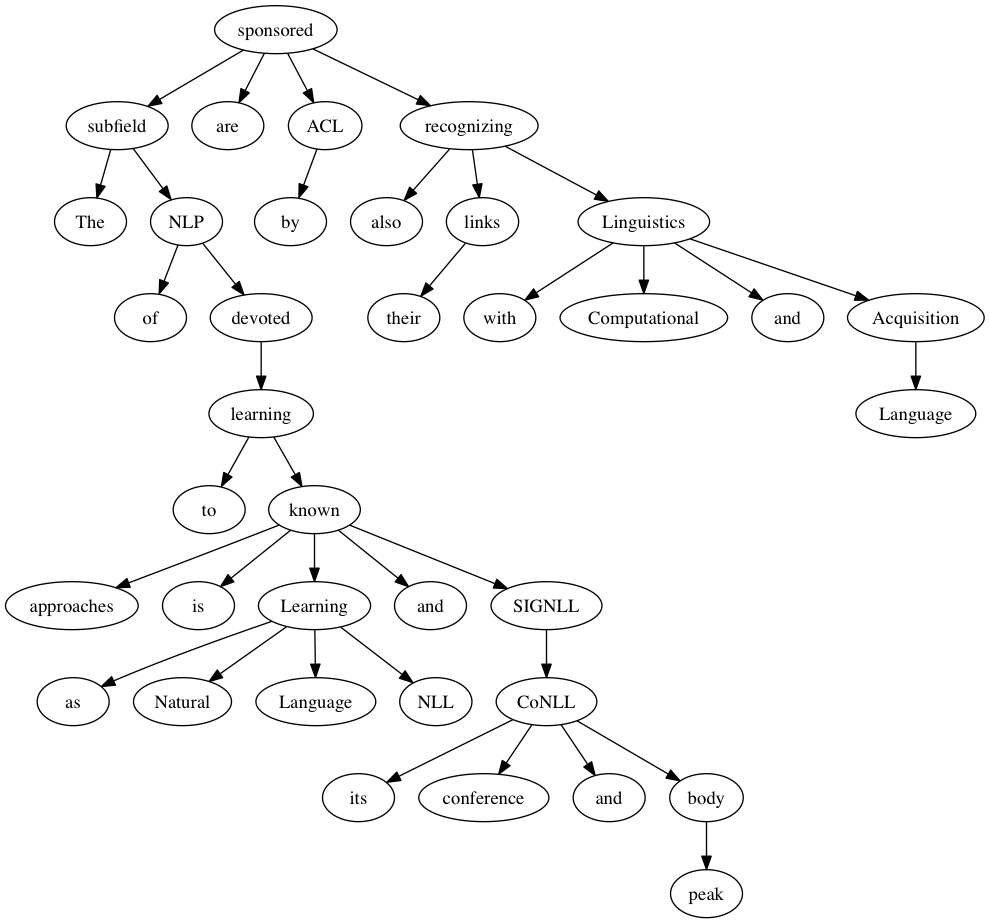 sponsored
subfield are ACL recognizing
The NLP by also links Linguistics
of devoted their with Computational and Acquisition
learning Language
to known
approaches is Learning and SIGNLL
as Natural Language NLL CoNLL
its conference and body
peak